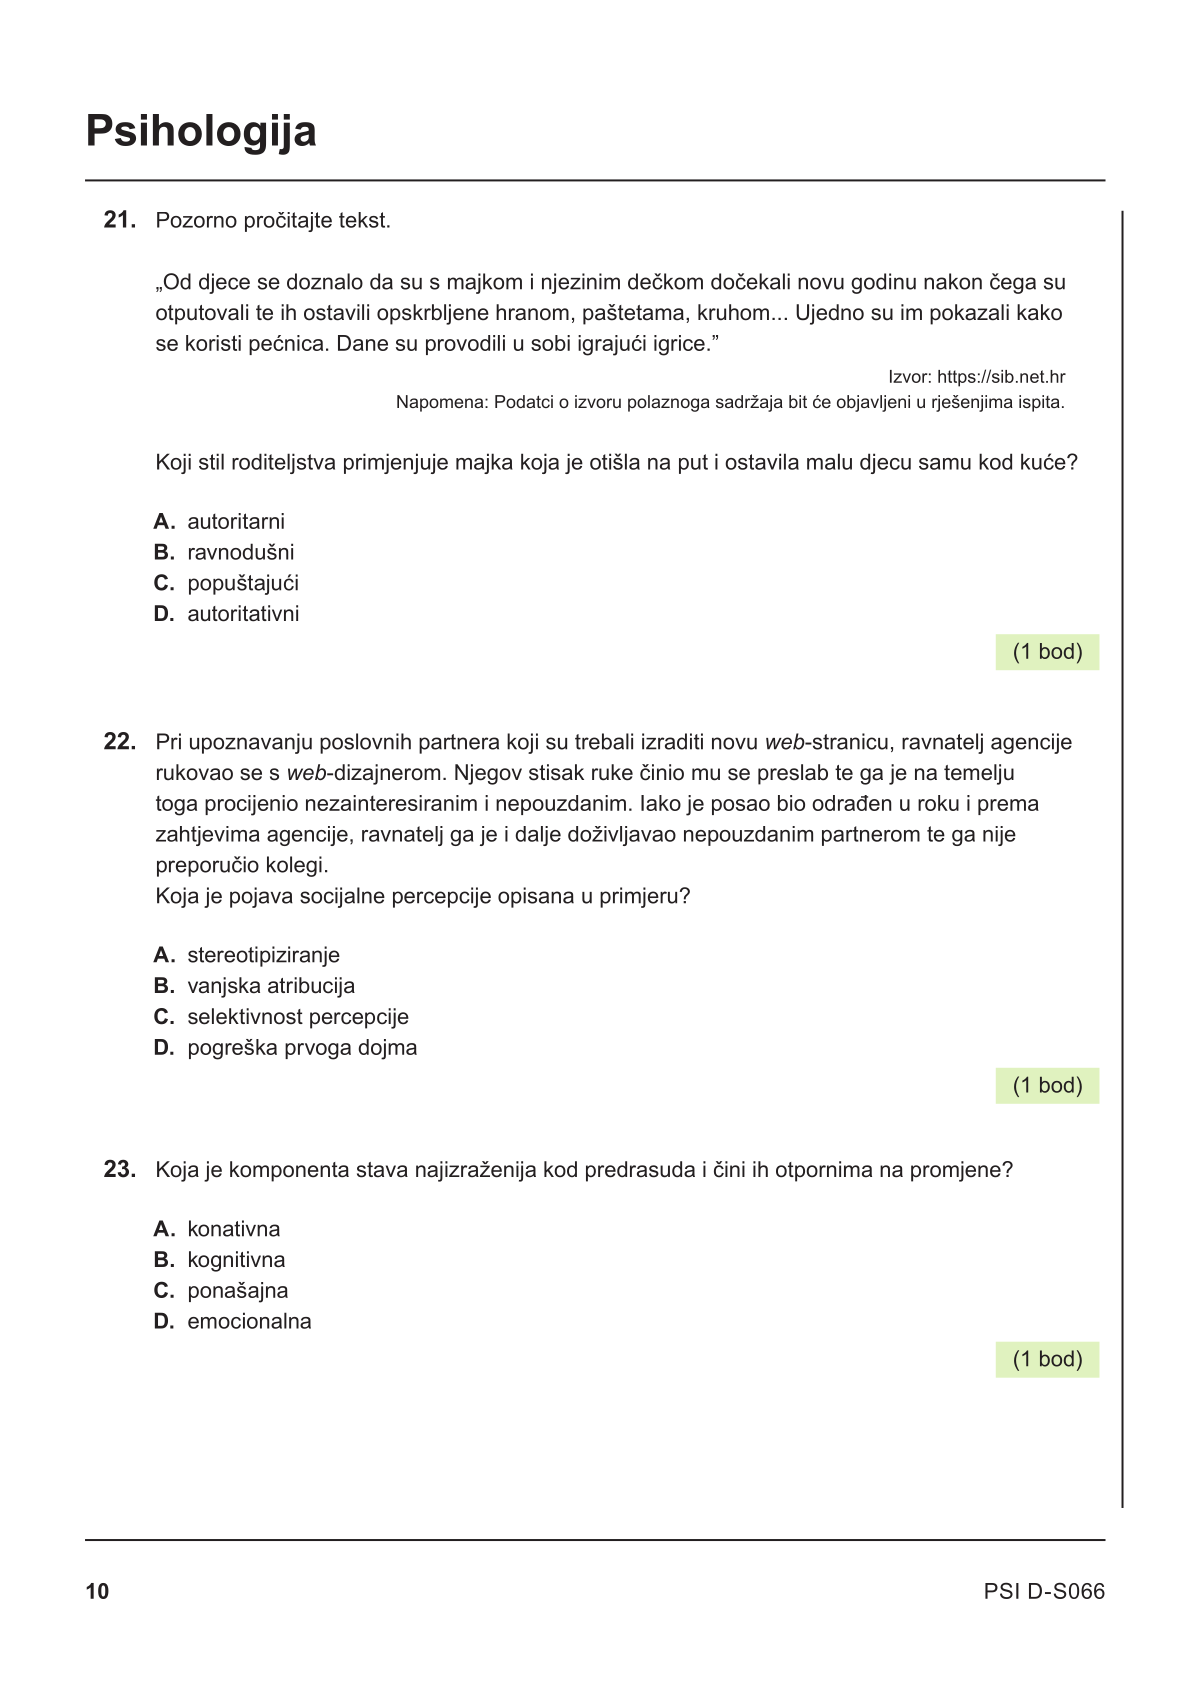 Psihologija
21. Pozorno pročitajte tekst.
„Od djece se doznalo da su s majkom i njezinim dečkom dočekali novu godinu nakon čega su
otputovali te ih ostavili opskrbljene hranom, paštetama, kruhom... Ujedno su im pokazali kako
se koristi pećnica. Dane su provodili u sobi igrajući igrice.”
Izvor: https://sib.net.hr
Napomena: Podatci o izvoru polaznoga sadržaja bit će objavljeni u rješenjima ispita.
Koji stil roditeljstva primjenjuje majka koja je otišla na put i ostavila malu djecu samu kod kuće?
A. autoritarni
B. ravnodušni
C. popuštajući
D. autoritativni
(1 bod)
22. Pri upoznavanju poslovnih partnera koji su trebali izraditi novu web-stranicu, ravnatelj agencije
rukovao se s web-dizajnerom. Njegov stisak ruke činio mu se preslab te ga je na temelju
toga procijenio nezainteresiranim i nepouzdanim. Iako je posao bio odrađen u roku i prema
zahtjevima agencije, ravnatelj ga je i dalje doživljavao nepouzdanim partnerom te ga nije
preporučio kolegi.
Koja je pojava socijalne percepcije opisana u primjeru?
A. stereotipiziranje
B. vanjska atribucija
C. selektivnost percepcije
D. pogreška prvoga dojma
(1 bod)
23. Koja je komponenta stava najizraženija kod predrasuda i čini ih otpornima na promjene?
A. konativna
B. kognitivna
C. ponašajna
D. emocionalna
(1 bod)
10
PSI D-S066